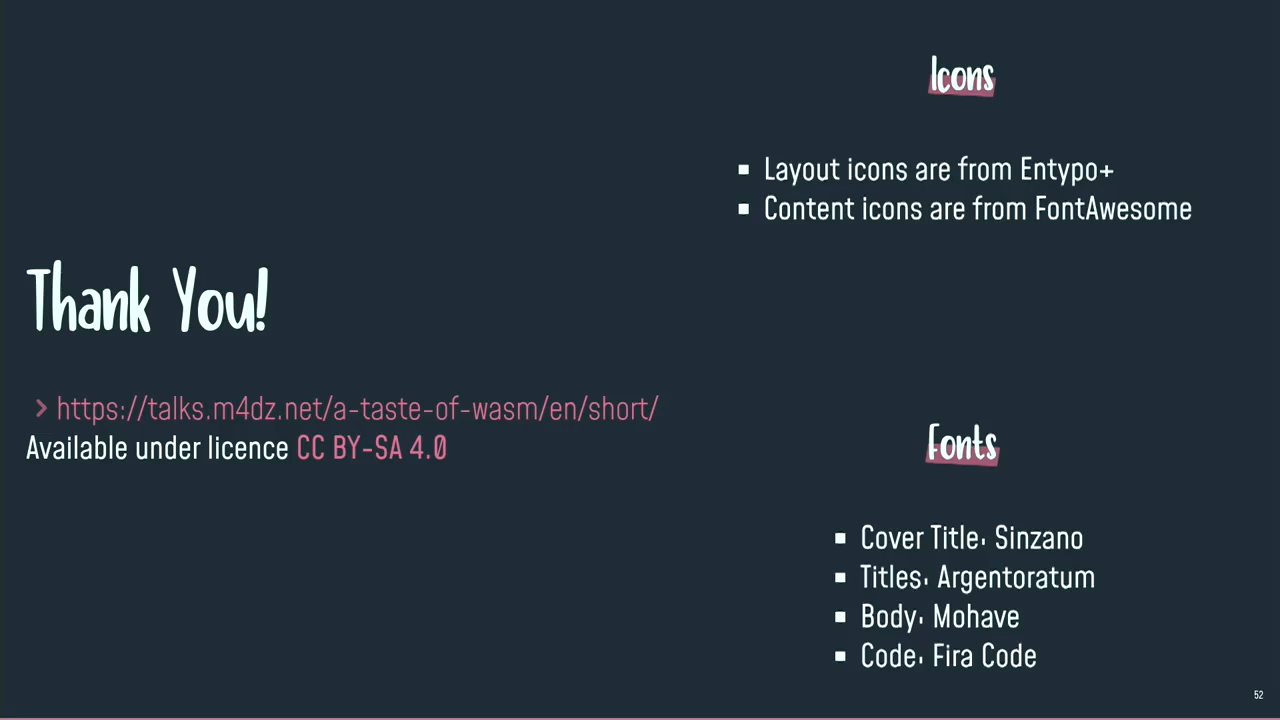 Thank You!
https://talks.m4dz.net/a-taste-of-wasm/en/short/
Available under licence CC BY-SA 4.0
Icons
Layout icons are from Entypo+
Content icons are from FontAwesome
Fonts
Cover Title: Sinzano
Titles: Argentoratum
Body: Mohave
Code: Fira Code
52